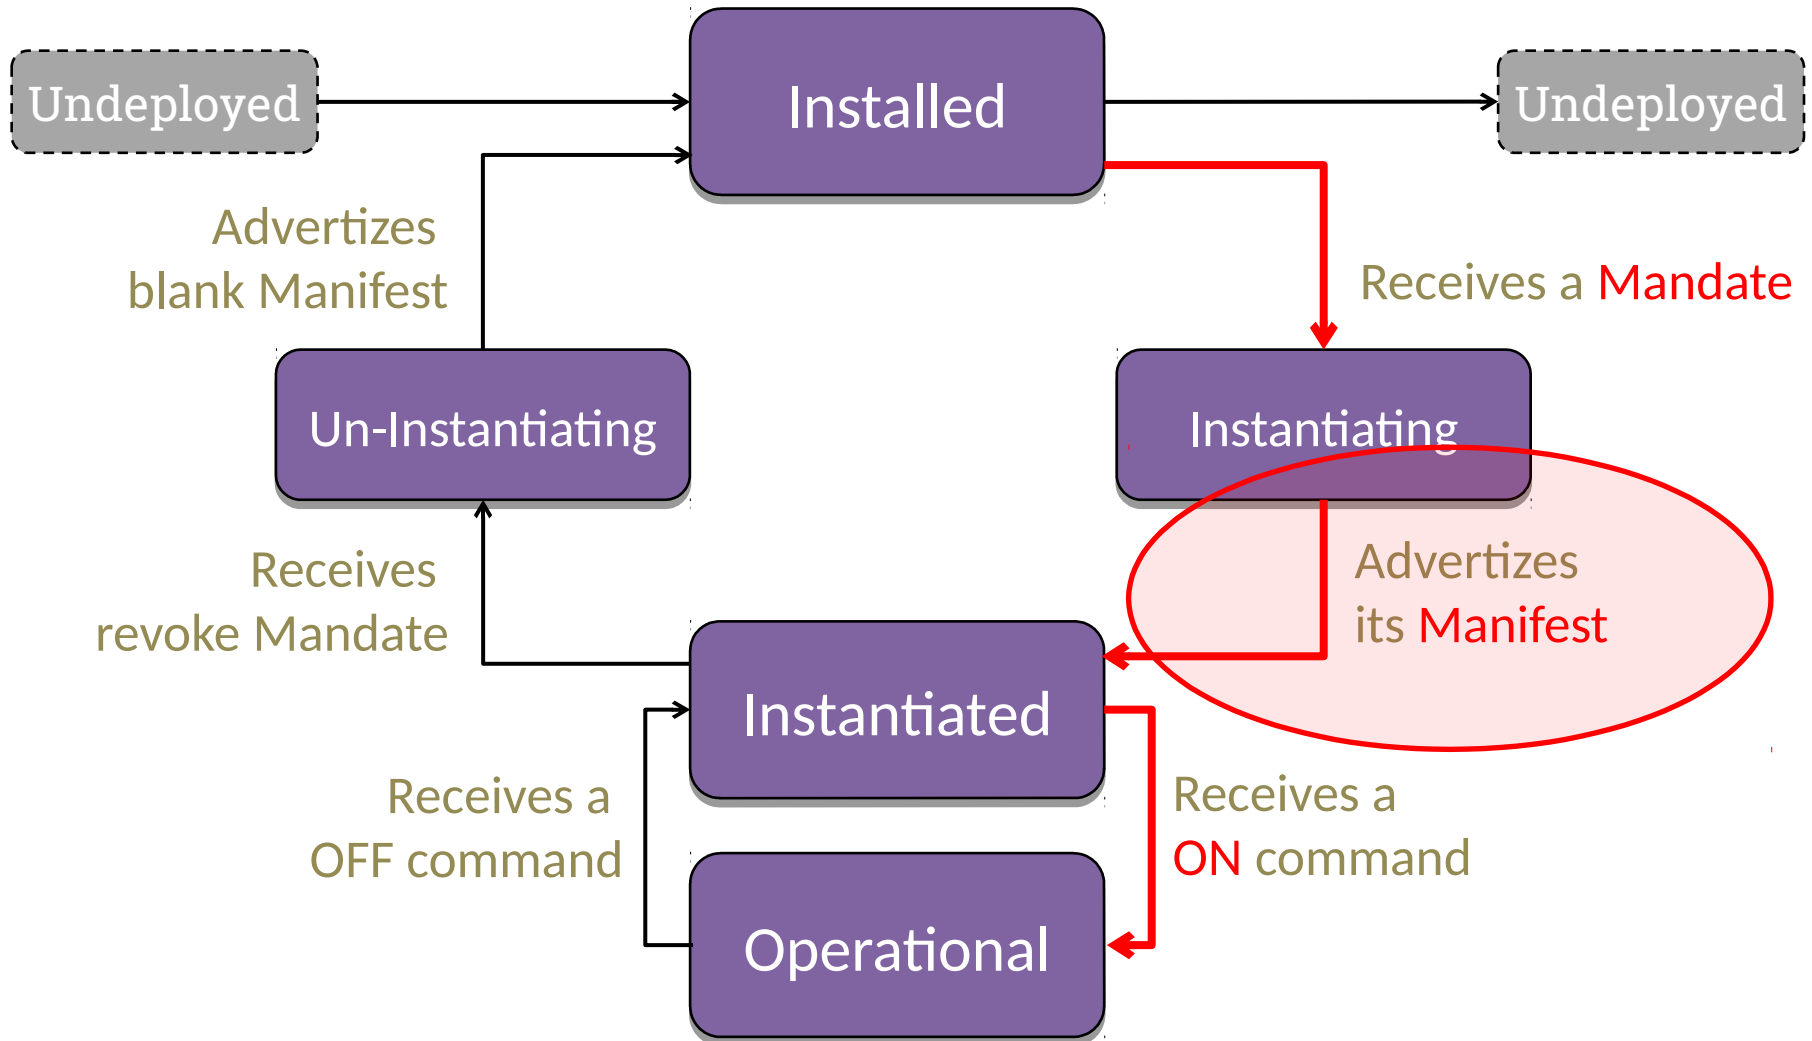 Undeployed
Installed
Undeployed
Advertizes
blank Manifest
Receives a Mandate
Un-Instantiating
Instantiating
Receives
revoke Mandate
Advertizes
its Manifest
Instantiated
Receives a
OFF command
Receives a
ON command
Operational